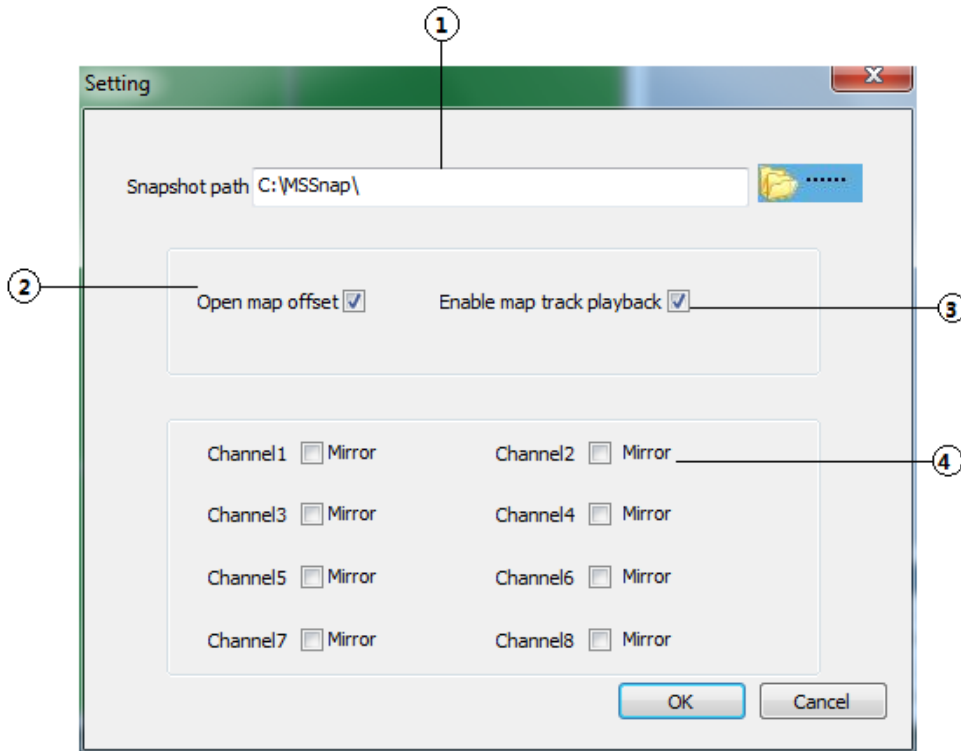 1
Setting
Snapshot path C:\MSSnap\ ......
2
Open map offset Enable map track playback
3
Channel1 Mirror Channel2 Mirror
4
Channel3 Mirror Channel4 Mirror
Channel5 Mirror Channel6 Mirror
Channel7 Mirror Channel8 Mirror
OK Cancel